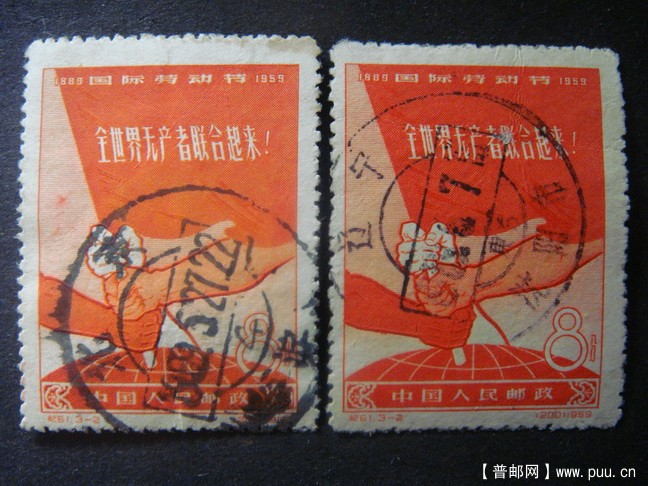 1889 国际劳动节 1959
全世界无产者联合起来!
8
中国人民邮政
纪61.3-2
1889 国际劳动节 1959
全世界无产者联合起来!
辽宁
8
中国人民邮政
纪61.3-2 (200)1959
【普邮网】www.puu.cn